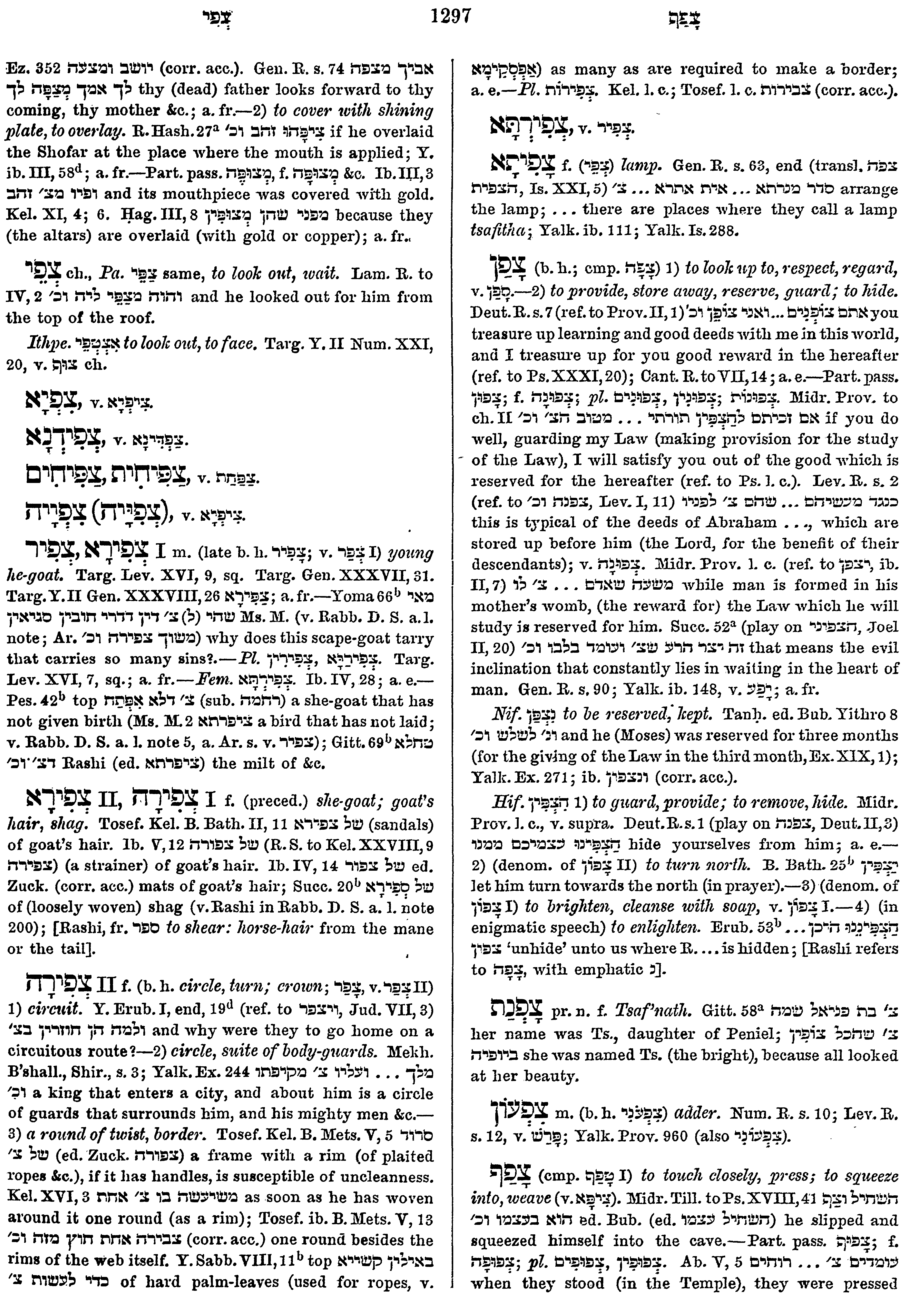 צְפִי 1297 צָפַף
Ez. 352 יושב ומצעה (corr. acc.). Gen. R. s. 74 אביך מצפה
לך אמך מְצַפָּה לך thy (dead) father looks forward to thy
coming, thy mother &c.; a. fr.—2) to cover with shining
plate, to overlay. R. Hash. 27ᵃ צִיפָּהוּ זהב וכ׳ if he overlaid
the Shofar at the place where the mouth is applied; Y.
ib. III, 58ᵈ; a. fr.—Part. pass. מְצוּפֶּה, f. מְצוּפָּה &c. Ib. III, 3
ופיו מצ׳ זהב and its mouthpiece was covered with gold.
Kel. XI, 4; 6. Hag. III, 8 מפני שהן מְצוּפִּין because they
(the altars) are overlaid (with gold or copper); a. fr.
צְפֵי ch., Pa. צַפֵּי same, to look out, wait. Lam. R. to
IV, 2 והוה מצַפֵּי ליה וכ׳ and he looked out for him from
the top of the roof.
Ithpe. אִצְטְפֵי to look out, to face. Targ. Y. II Num. XXI,
20, v. צוּף ch.
צִפְיָא, v. צִיפְיָא.
צְפִידְנָא, v. צַפְדִּינָא.
צַפִּיחִית, צַפִּיחִים, v. צַפַּחַת.
צִפְיָיה (צְפִיָּיה), v. צִיפְיָא.
צְפִירָא, צְפִיר I m. (late b. h. צָפִיר; v. צָפַר I) young
he-goat. Targ. Lev. XVI, 9, sq. Targ. Gen. XXXVII, 31.
Targ. Y. II Gen. XXXVIII, 26 צְפִירָא; a. fr.—Yoma 66ᵇ מאי
שהי (ל)צ׳ דין דדרי חובין סגיאין Ms. M. (v. Rabb. D. S. a. l.
note; Ar. משוך צפירה וכ׳) why does this scape-goat tarry
that carries so many sins?.—Pl. צְפִירַיָּא, צְפִירִין. Targ.
Lev. XVI, 7, sq.; a. fr.—Fem. צְפִירְתָּא. Ib. IV, 28; a. e.—
Pes. 42ᵇ top צ׳ דלא אפְתַּח (sub. רחמה) a she-goat that has
not given birth (Ms. M. 2 ציפרתא a bird that has not laid;
v. Rabb. D. S. a. l. note 5, a. Ar. s. v. צפיר); Gitt. 69ᵇ טחלא
דצ׳ וכ׳ Rashi (ed. ציפרתא) the milt of &c.
צְפִירָא II, צְפִירָה I f. (preced.) she-goat; goat's
hair, shag. Tosef. Kel. B. Bath. II, 11 של צפירא (sandals)
of goat's hair. Ib. V, 12 של צפורה (R. S. to Kel. XXVIII, 9
צפירה) (a strainer) of goat's hair. Ib. IV, 14 של צפור ed.
Zuck. (corr. acc.) mats of goat's hair; Succ. 20ᵇ של סְפִירָא
of (loosely woven) shag (v. Rashi in Rabb. D. S. a. l. note
200); [Rashi, fr. ספר to shear: horse-hair from the mane
or the tail].
צְפִירָה II f. (b. h. circle, turn; crown; צָפַר, v. צְפַר II)
1) circuit. Y. Erub. I, end, 19ᵈ (ref. to ויצפר, Jud. VII, 3)
ולמה הן חוזרין בצ׳ and why were they to go home on a
circuitous route?—2) circle, suite of body-guards. Mekh.
B'shall., Shir., s. 3; Yalk. Ex. 244 מלך ... ועליו צ׳ מקיפתו
וכ׳ a king that enters a city, and about him is a circle
of guards that surrounds him, and his mighty men &c.—
3) a round of twist, border. Tosef. Kel. B. Mets. V, 5 סרוד
של צ׳ (ed. Zuck. צפורה) a frame with a rim (of plaited
ropes &c.), if it has handles, is susceptible of uncleanness.
Kel. XVI, 3 משיעשה בו צ׳ אחת as soon as he has woven
around it one round (as a rim); Tosef. ib. B. Mets. V, 13
צבירה אחת חוץ מזה וכ׳ (corr. acc.) one round besides the
rims of the web itself. Y. Sabb. VIII, 11ᵇ top באילין קשייא
כדי לעשות צ׳ of hard palm-leaves (used for ropes, v.
אַפְסְקִימָא) as many as are required to make a border;
a. e.—Pl. צְפִירוֹת. Kel. l. c.; Tosef. l. c. צבירות (corr. acc.).
צְפִירְתָּא, v. צְפִיר.
צָפִיתָא f. (צְפֵי) lamp. Gen. R. s. 63, end (transl. צפה
הצפית, Is. XXI, 5) סדר מנרתא ... אית אתרא ... צ׳ arrange
the lamp; ... there are places where they call a lamp
tsafitha; Yalk. ib. 111; Yalk. Is. 288.
צָפַן (b. h.; cmp. צָפָה) 1) to look up to, respect, regard,
v. סָפַן.—2) to provide, store away, reserve, guard; to hide.
Deut. R. s. 7 (ref. to Prov. II, 1) אתם צוֹפְנִים ... ואני צוֹפֵן וכ׳ you
treasure up learning and good deeds with me in this world,
and I treasure up for you good reward in the hereafter
(ref. to Ps. XXXI, 20); Cant. R. to VII, 14; a. e.—Part. pass.
צָפוּן; f. צְפוּנָה; pl. צְפוּנִים, צְפוּנִין; צְפוּנוֹת. Midr. Prov. to
ch. II אם זכיתם לְהַצְפִּין תורתי ... מטוב הצ׳ וכ׳ if you do
well, guarding my Law (making provision for the study
of the Law), I will satisfy you out of the good which is
reserved for the hereafter (ref. to Ps. l. c.). Lev. R. s. 2
(ref. to צפנה וכ׳, Lev. I, 11) כנגד מעשיהם ... שהם צ׳ לפניו
this is typical of the deeds of Abraham ..., which are
stored up before him (the Lord, for the benefit of their
descendants); v. צְפוּנָה. Midr. Prov. l. c. (ref. to יצפן, ib.
II, 7) משעה שאדם ... צ׳ לו while man is formed in his
mother's womb, (the reward for) the Law which he will
study is reserved for him. Succ. 52ᵃ (play on הצפוני, Joel
II, 20) זה יצר הרע שצ׳ ועומד בלבו וכ׳ that means the evil
inclination that constantly lies in waiting in the heart of
man. Gen. R. s. 90; Yalk. ib. 148, v. יָפַע; a. fr.
Nif. נִצְפַּן to be reserved, kept. Tanḥ. ed. Bub. Yithro 8
ונ׳ לשלש וכ׳ and he (Moses) was reserved for three months
(for the giving of the Law in the third month, Ex. XIX, 1);
Yalk. Ex. 271; ib. ונצפין (corr. acc.).
Hif. הִצְפִּין 1) to guard, provide; to remove, hide. Midr.
Prov. l. c., v. supra. Deut. R. s. 1 (play on צפנה, Deut. II, 3)
הַצְפִּינוּ עצמיכם ממנו hide yourselves from him; a. e.—
2) (denom. of צָפוֹן II) to turn north. B. Bath. 25ᵇ יַצְפִּין
let him turn towards the north (in prayer).—3) (denom. of
צָפוֹן I) to brighten, cleanse with soap, v. צָפוֹן I.—4) (in
enigmatic speech) to enlighten. Erub. 53ᵇ הַצְפִּינֵנוּ היכן ...
צפין ‘unhide’ unto us where R. ... is hidden; [Rashi refers
to צָפָה, with emphatic נ].
צָפְנַת pr. n. f. Tsaf'nath. Gitt. 58ᵃ צ׳ בת פניאל שמה
צ׳ שהכל צוֹפִין her name was Ts., daughter of Peniel;
ביופיה she was named Ts. (the bright), because all looked
at her beauty.
צִפְעוֹן m. (b. h. צִפְעֹנִי) adder. Num. R. s. 10; Lev. R.
s. 12, v. פָּרַשׁ; Yalk. Prov. 960 (also צִפְעוֹנִי).
צָפַף (cmp. טָפַף I) to touch closely, press; to squeeze
into, weave (v. צִיפָּא). Midr. Till. to Ps. XVIII, 41 השחיל וצף
הוא בעצמו וכ׳ ed. Bub. (ed. השחיל עצמו) he slipped and
squeezed himself into the cave.—Part. pass. צָפוּף; f.
צְפוּפָה; pl. צְפוּפִים, צְפוּפִין. Ab. V, 5 עומדים צ׳ ... רוחים
when they stood (in the Temple), they were pressed